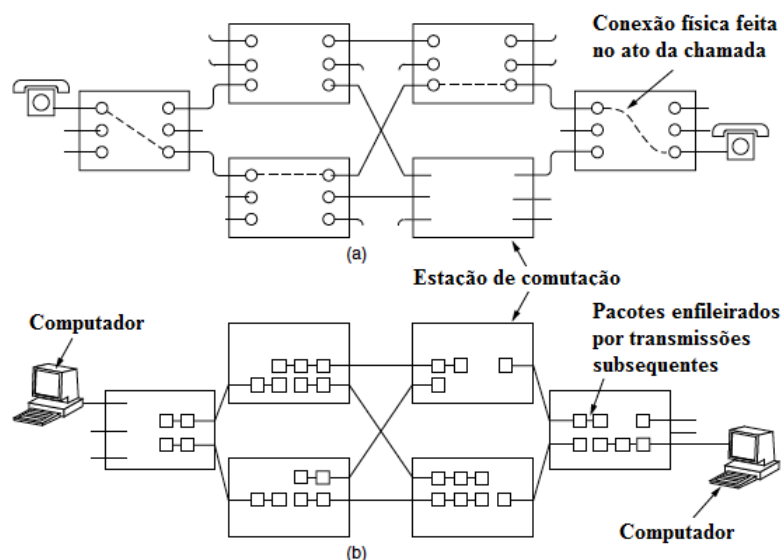 Conexão física feita
no ato da chamada
(a)
Estação de comutação
Computador
Pacotes enfileirados
por transmissões
subsequentes
Computador
(b)